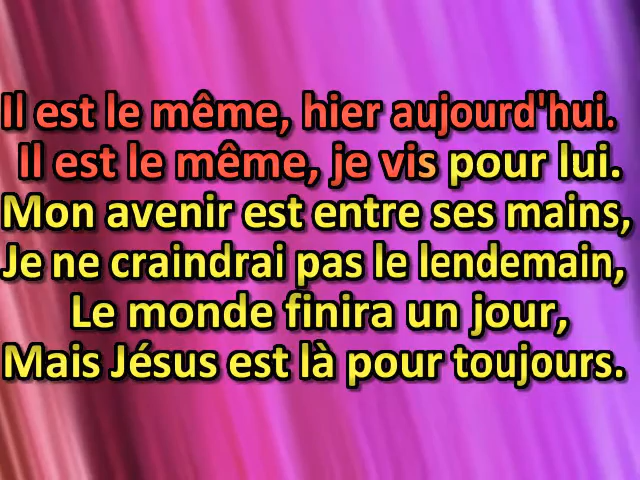 Il est le même, hier aujourd'hui.
Il est le même, je vis pour lui.
Mon avenir est entre ses mains,
Je ne craindrai pas le lendemain,
Le monde finira un jour,
Mais Jésus est là pour toujours.